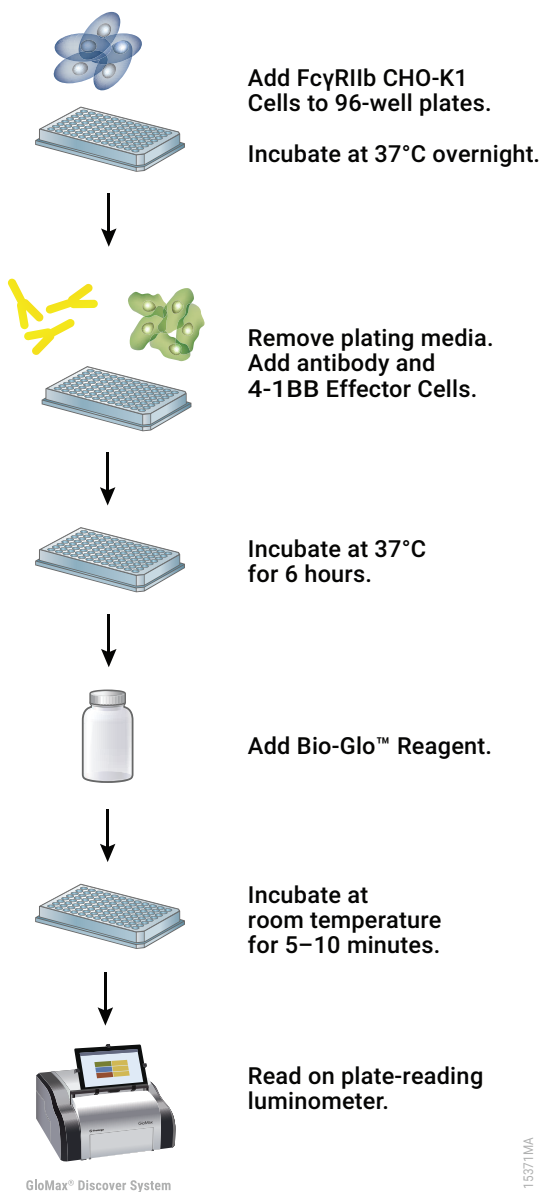 Add FcγRIIb CHO-K1
Cells to 96-well plates.
Incubate at 37°C overnight.
Remove plating media.
Add antibody and
4-1BB Effector Cells.
Incubate at 37°C
for 6 hours.
Add Bio-Glo™ Reagent.
Incubate at
room temperature
for 5–10 minutes.
Read on plate-reading
luminometer.
GloMax
GloMax® Discover System
15371MA